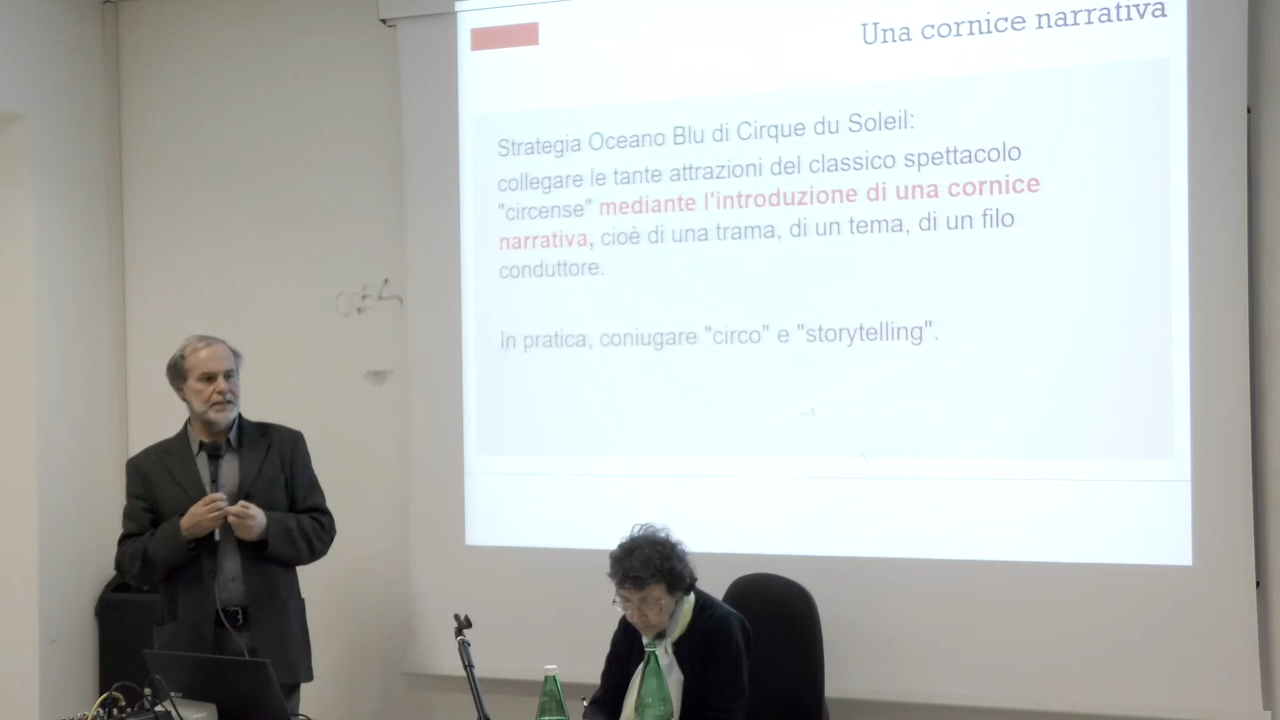 Una cornice narrativa
Strategia Oceano Blu di Cirque du Soleil:
collegare le tante attrazioni del classico spettacolo
"circense" mediante l'introduzione di una cornice
narrativa, cioè di una trama, di un tema, di un filo
conduttore.
In pratica, coniugare "circo" e "storytelling".